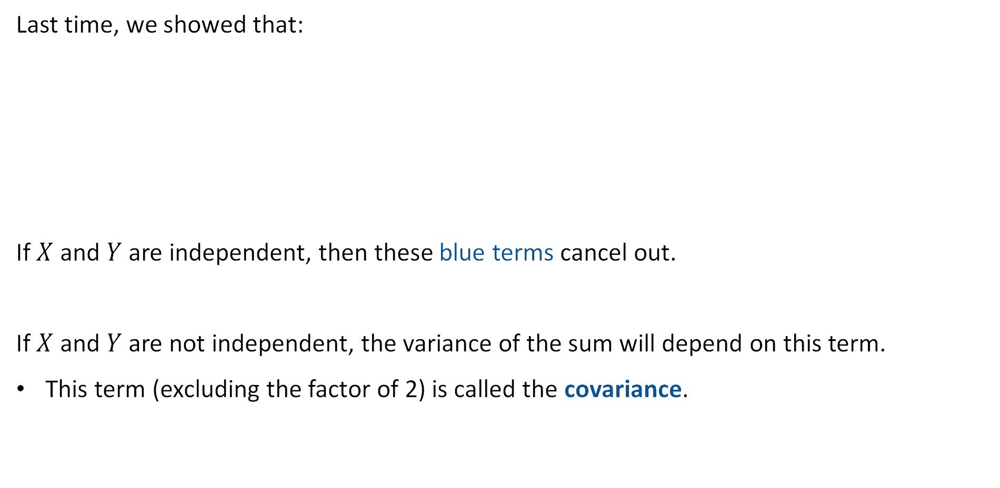 Last time, we showed that:
If X and Y are independent, then these blue terms cancel out.
If X and Y are not independent, the variance of the sum will depend on this term.
• This term (excluding the factor of 2) is called the covariance.